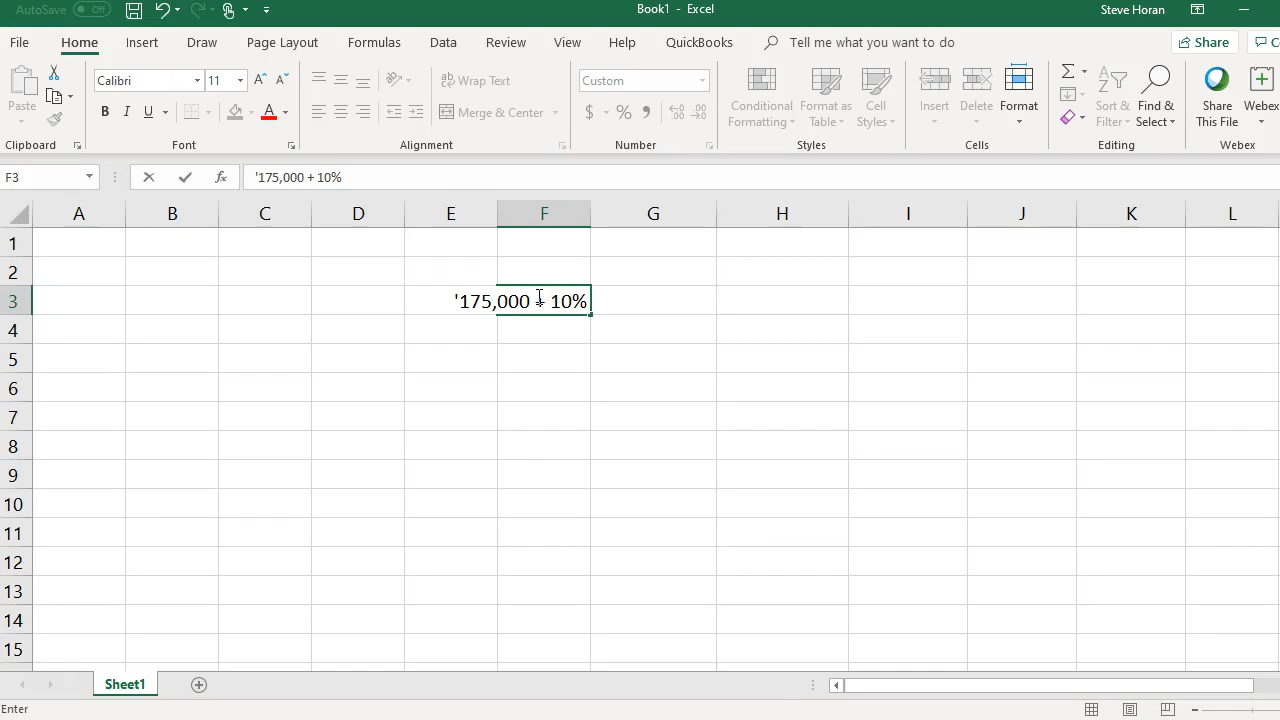 AutoSave Off Book1 - Excel Steve Horan
File Home Insert Draw Page Layout Formulas Data Review View Help QuickBooks Tell me what you want to do Share C
Paste Calibri 11 A A Wrap Text Custom Conditional Format as Cell Insert Delete Format Sort & Find & Share Webex
B I U A Merge & Center $ % Formatting Table Styles Filter Select This File
Clipboard Font Alignment Number Styles Cells Editing Webex
F3 fx '175,000 + 10%
A B C D E F G H I J K L
1
2
3 '175,000 + 10%
4
5
6
7
8
9
10
11
12
13
14
15
Sheet1
Enter